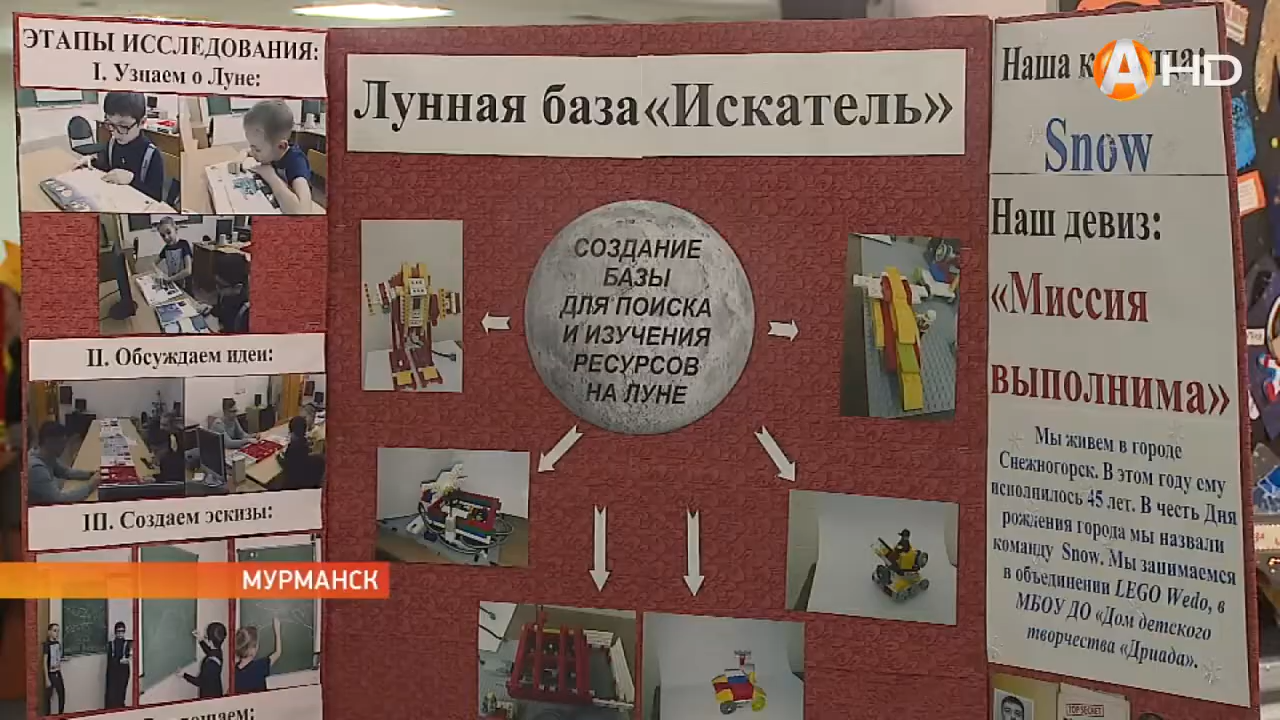 ЭТАПЫ ИССЛЕДОВАНИЯ:
I. Узнаем о Луне:
II. Обсуждаем идеи:
III. Создаем эскизы:
МУРМАНСК
Лунная база «Искатель»
СОЗДАНИЕ
БАЗЫ
ДЛЯ ПОИСКА
И ИЗУЧЕНИЯ
РЕСУРСОВ
НА ЛУНЕ
А HD
Наша
Snow
Наш девиз:
«Миссия
выполнима»
Мы живем в городе
Снежногорск. В этом году ему
исполнилось 45 лет. В честь Дня
рождения города мы назвали
команду Snow. Мы занимаемся
в объединении LEGO Wedo, в
МБОУ ДО «Дом детского
творчества «Дриада».
TOP SECRET